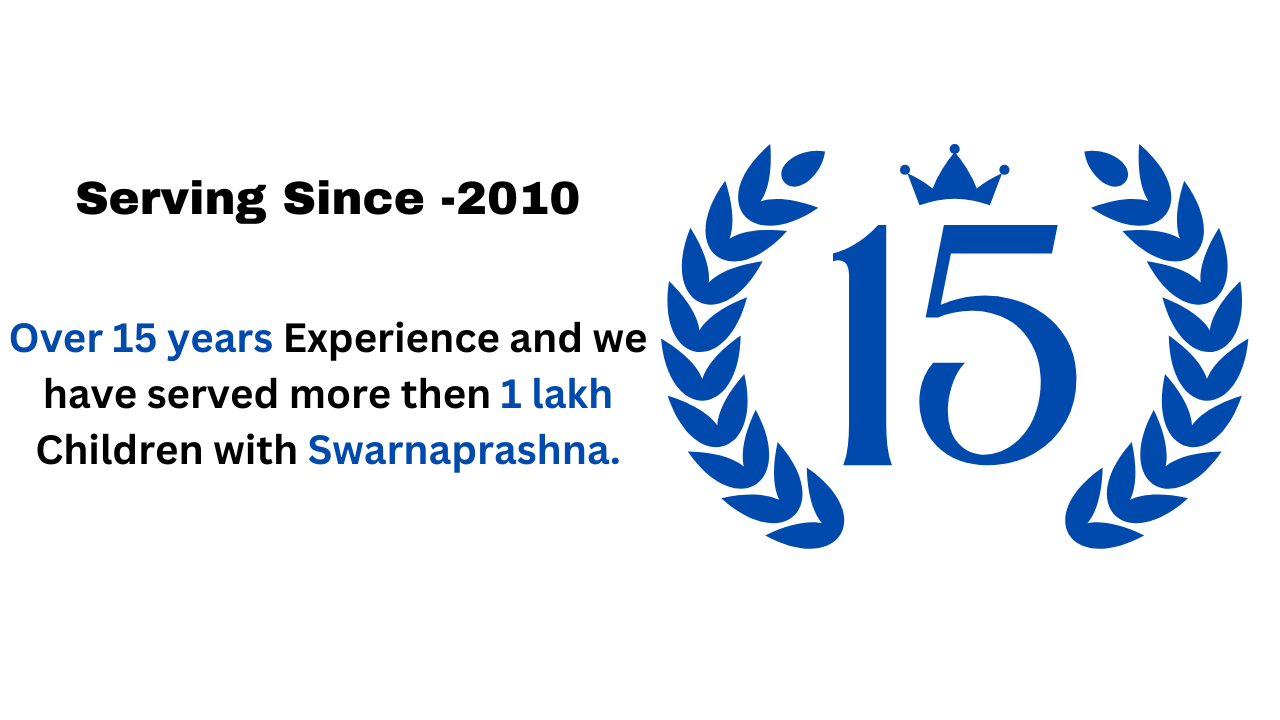 Serving Since -2010
Over 15 years Experience and we
have served more then 1 lakh
Children with Swarnaprashna.
15